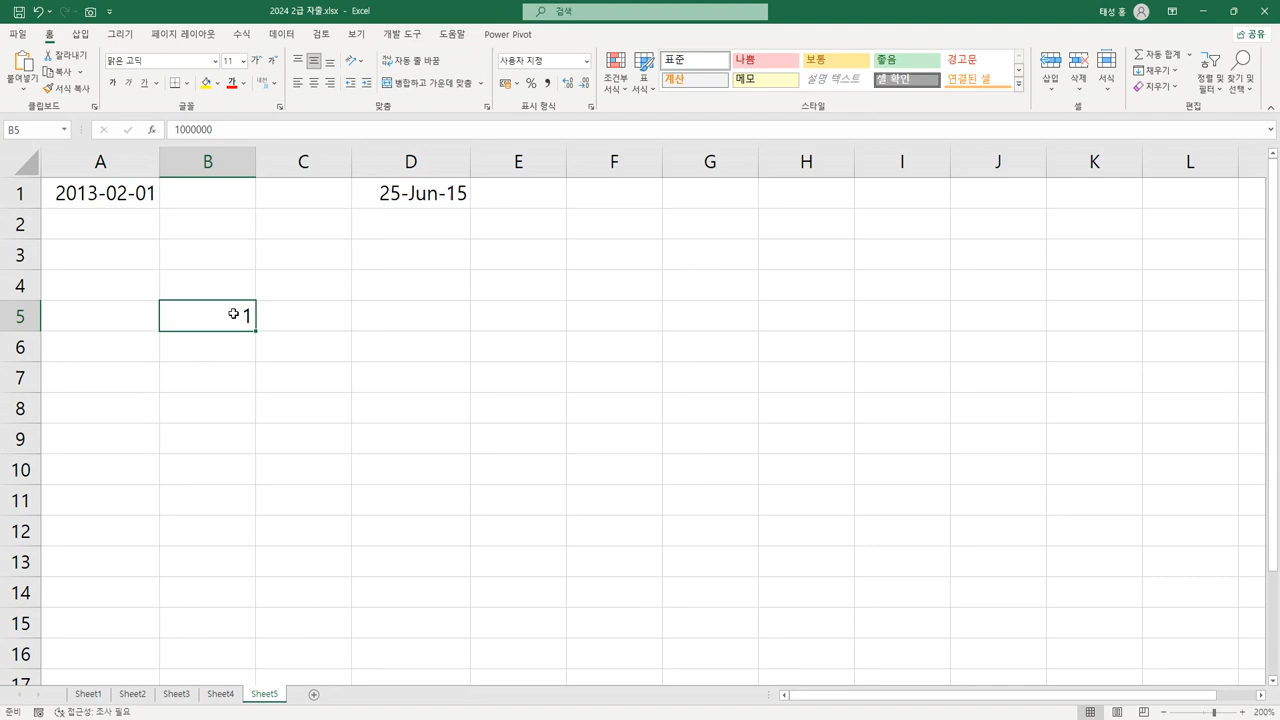 2024 2급 자줄.xlsx - Excel
검색
태성 홍
파일 홈 삽입 그리기 페이지 레이아웃 수식 데이터 검토 보기 개발 도구 도움말 Power Pivot
공유
붙여넣기
잘라내기
복사
서식 복사
클립보드
맑은 고딕 11
가 가 가 가 가
글꼴
자동 줄 바꿈
병합하고 가운데 맞춤
맞춤
사용자 지정
%
표시 형식
조건부 서식
표 서식
표준 나쁨 보통 좋음 경고문
계산 메모 설명 텍스트 셀 확인 연결된 셀
스타일
삽입 삭제 서식
셀
자동 합계
채우기
지우기
정렬 및 필터
찾기 및 선택
편집
B5 fx 1000000
A B C D E F G H I J K L
1 2013-02-01 25-Jun-15
2
3
4
5 1
6
7
8
9
10
11
12
13
14
15
16
17
Sheet1 Sheet2 Sheet3 Sheet4 Sheet5
준비 접근성: 조사 필요 200%